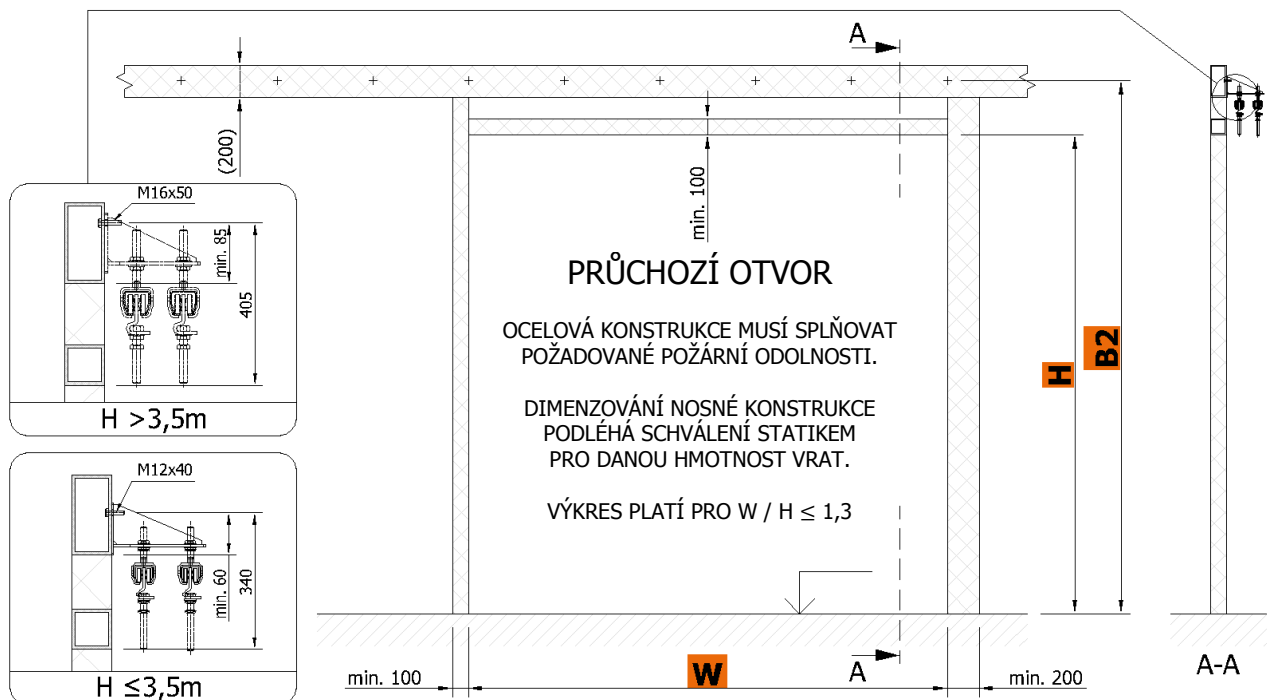 A
(200)
M16x50
min. 85
405
H >3,5m
min. 100
PRŮCHOZÍ OTVOR
OCELOVÁ KONSTRUKCE MUSÍ SPLŇOVAT
POŽADOVANÉ POŽÁRNÍ ODOLNOSTI.
DIMENZOVÁNÍ NOSNÉ KONSTRUKCE
PODLÉHÁ SCHVÁLENÍ STATIKEM
PRO DANOU HMOTNOST VRAT.
VÝKRES PLATÍ PRO W / H ≤ 1,3
H
B2
M12x40
min. 60
340
H ≤3,5m
min. 100
W
A
min. 200
A-A